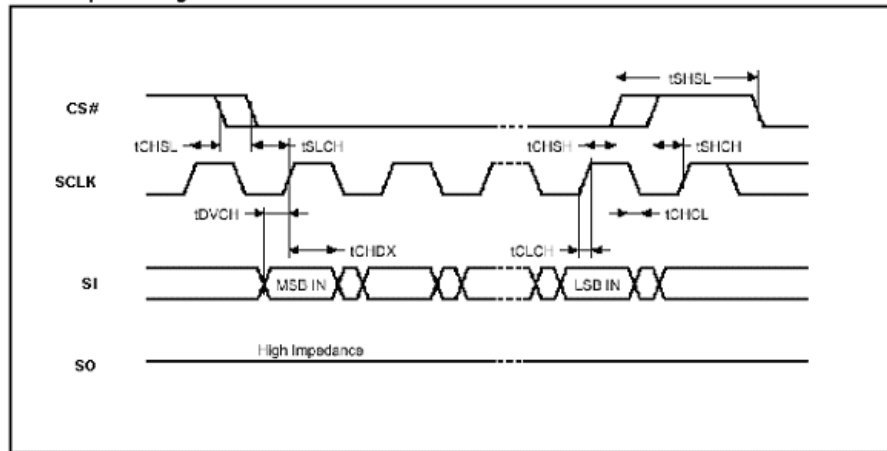 tSHSL
CS#
tCHSL
tSLCH
tCHSH
tSHCH
SCLK
tDVCH
tCHCL
tCHDX
tCLCH
SI
MSB IN
LSB IN
High Impedance
SO